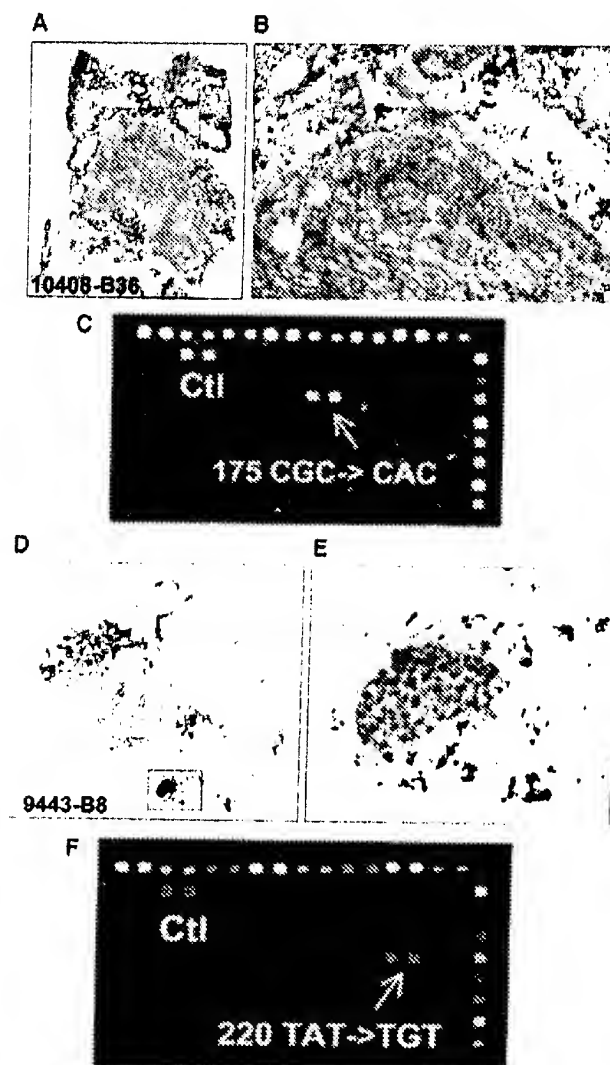 A B
10408-B36
C
Ctl
175 CGC-> CAC
D E
9443-B8
F
Ctl
220 TAT->TGT